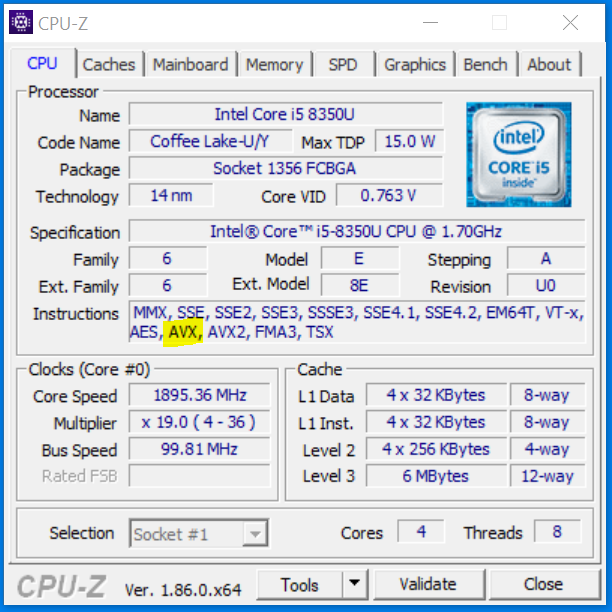 CPU-Z
CPU Caches Mainboard Memory SPD Graphics Bench About
Processor
Name Intel Core i5 8350U
Code Name Coffee Lake-U/Y Max TDP 15.0 W
Package Socket 1356 FCBGA
Technology 14 nm Core VID 0.763 V
intel
CORE i5
inside™
Specification Intel® Core™ i5-8350U CPU @ 1.70GHz
Family 6 Model E Stepping A
Ext. Family 6 Ext. Model 8E Revision U0
Instructions MMX, SSE, SSE2, SSE3, SSSE3, SSE4.1, SSE4.2, EM64T, VT-x,
AES, AVX, AVX2, FMA3, TSX
Clocks (Core #0)
Core Speed 1895.36 MHz
Multiplier x 19.0 ( 4 - 36 )
Bus Speed 99.81 MHz
Rated FSB
Cache
L1 Data 4 x 32 KBytes 8-way
L1 Inst. 4 x 32 KBytes 8-way
Level 2 4 x 256 KBytes 4-way
Level 3 6 MBytes 12-way
Selection Socket #1 Cores 4 Threads 8
CPU-Z Ver. 1.86.0.x64 Tools Validate Close